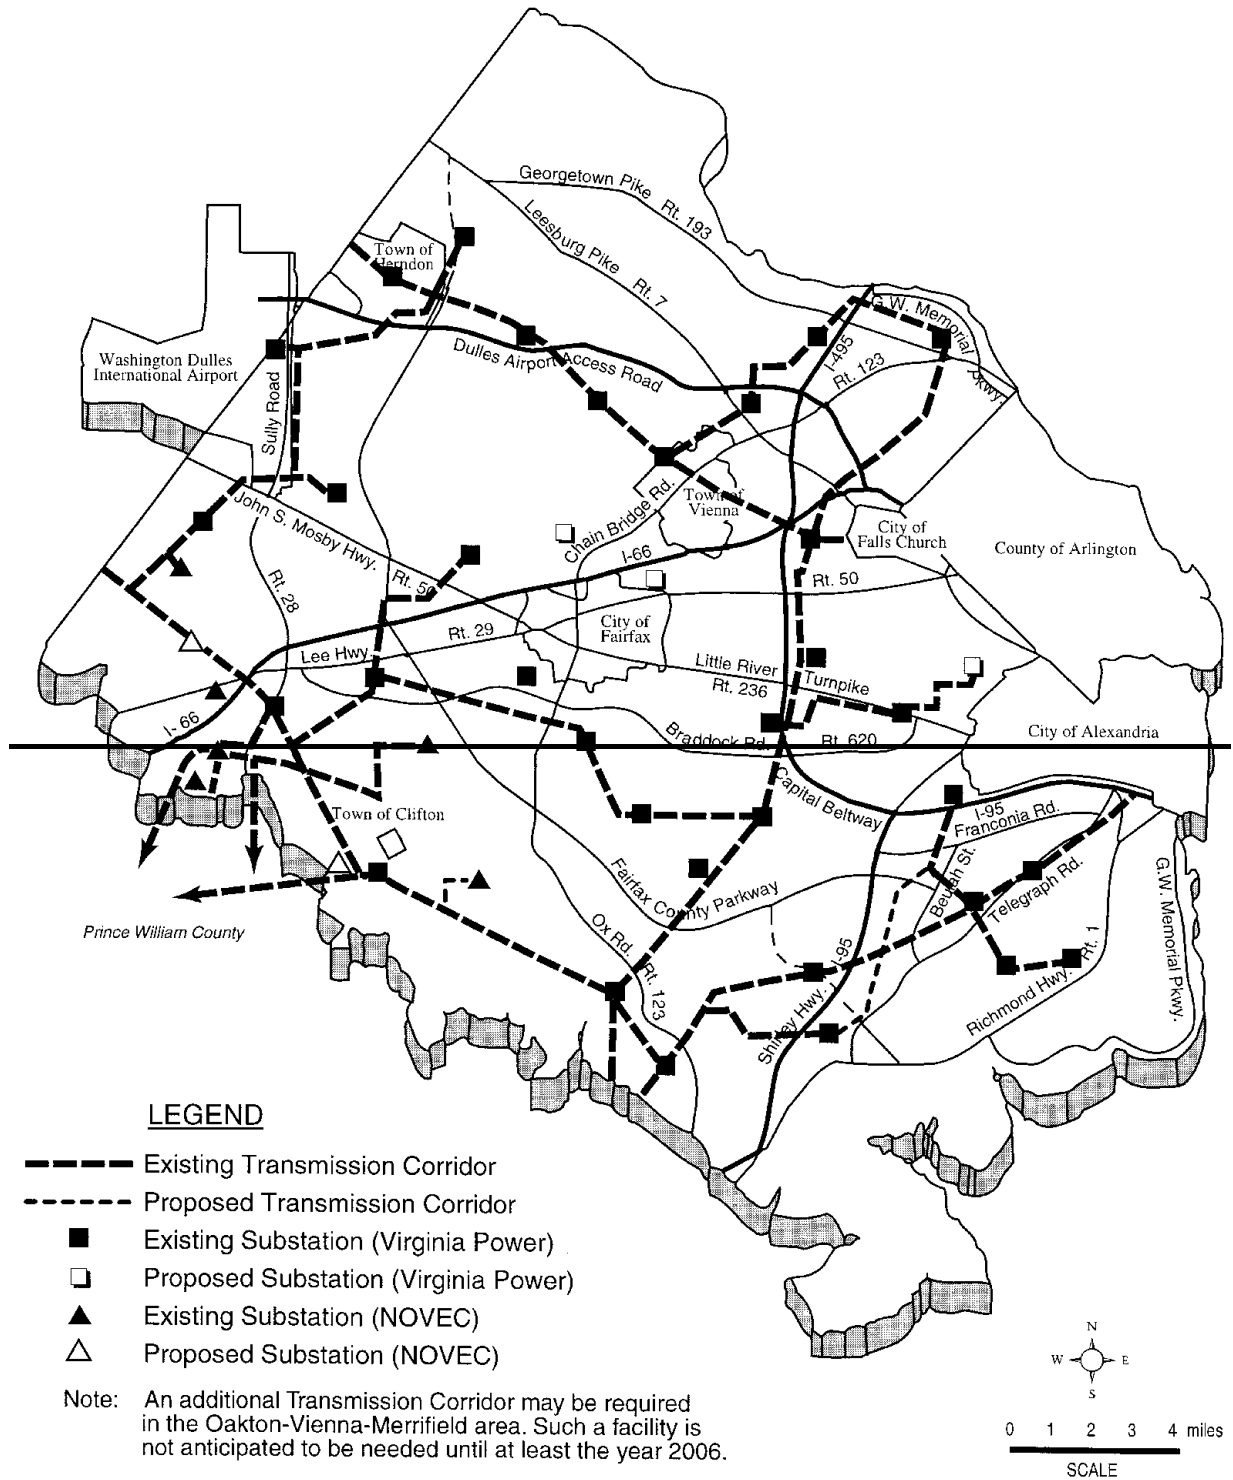 Georgetown Pike Rt. 193
Leesburg Pike Rt. 7
Town of
Herndon
G.W. Memorial Pkwy.
Washington Dulles
International Airport
Dulles Airport Access Road
I-495
Rt. 123
Sully Road
Town of
Vienna
Chain Bridge Rd.
John S. Mosby Hwy. Rt. 50
City of
Falls Church
County of Arlington
I-66
Rt. 50
Rt. 28
City of
Fairfax
Rt. 29
Lee Hwy.
Little River Turnpike
Rt. 236
I-66
Braddock Rd. Rt. 620
City of Alexandria
Capital Beltway
Town of Clifton
I-95
Franconia Rd.
Fairfax County Parkway
Beulah St.
Telegraph Rd.
G.W. Memorial Pkwy.
Prince William County
Ox Rd. Rt. 123
I-95
Shirley Hwy.
Richmond Hwy. Rt. 1
LEGEND
Existing Transmission Corridor
Proposed Transmission Corridor
Existing Substation (Virginia Power)
Proposed Substation (Virginia Power)
Existing Substation (NOVEC)
Proposed Substation (NOVEC)
Note: An additional Transmission Corridor may be required
in the Oakton-Vienna-Merrifield area. Such a facility is
not anticipated to be needed until at least the year 2006.
N
W E
S
0 1 2 3 4 miles
SCALE